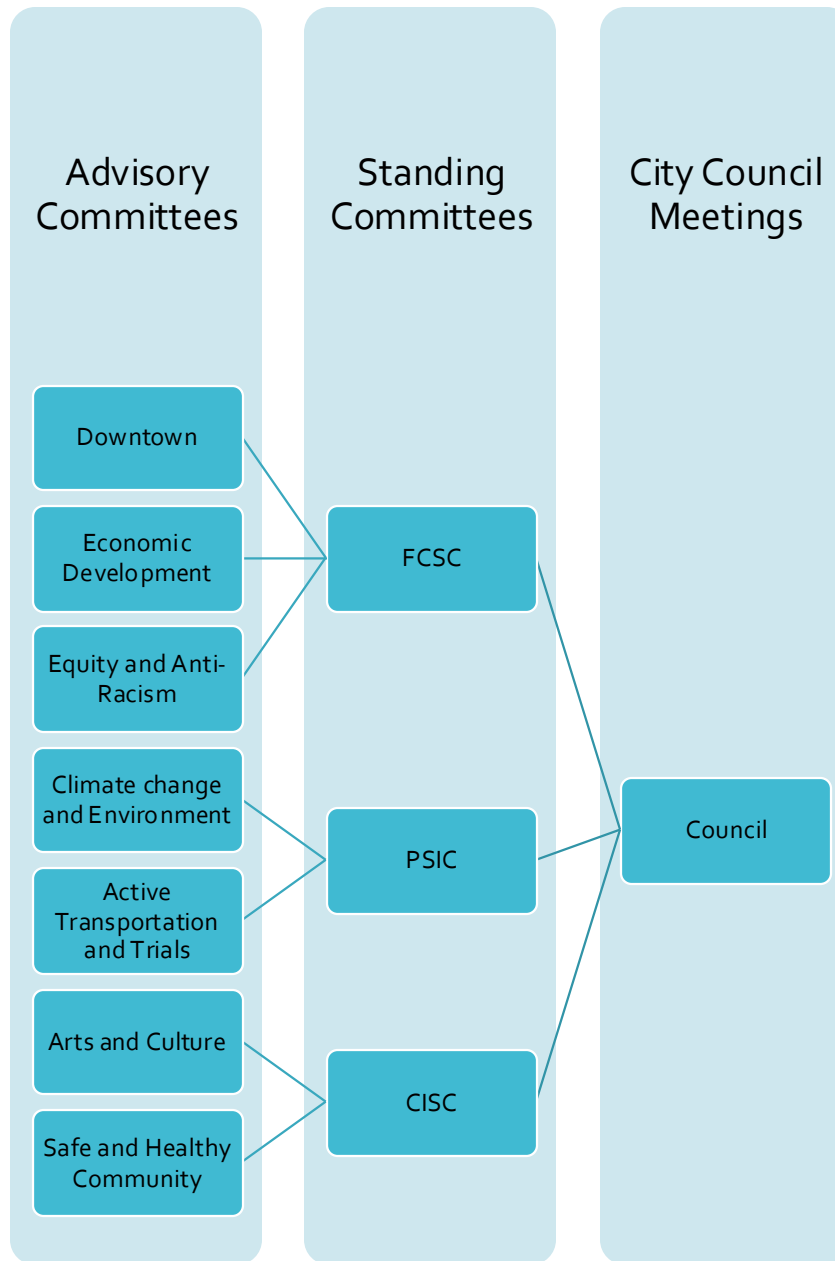 Advisory
Committees
Standing
Committees
City Council
Meetings
Downtown
Economic
Development
Equity and Anti-
Racism
Climate change
and Environment
Active
Transportation
and Trials
Arts and Culture
Safe and Healthy
Community
FCSC
PSIC
CISC
Council